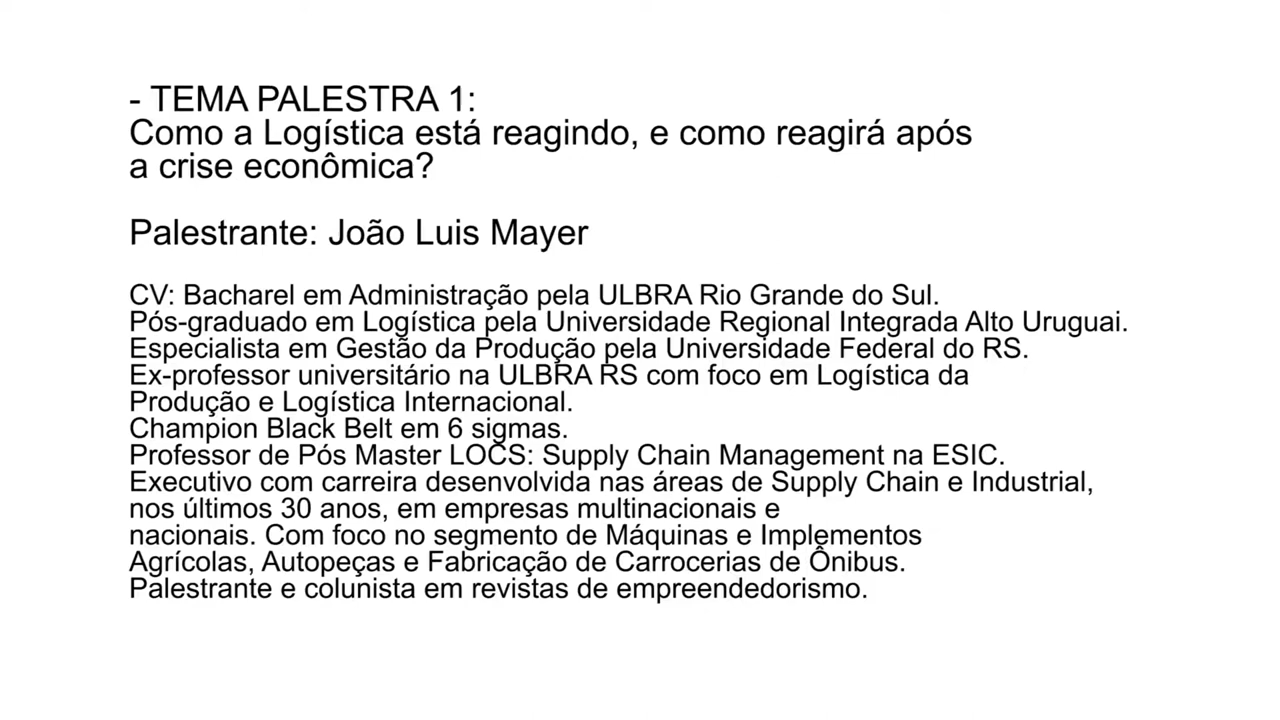 - TEMA PALESTRA 1:
Como a Logística está reagindo, e como reagirá após
a crise econômica?
Palestrante: João Luis Mayer
CV: Bacharel em Administração pela ULBRA Rio Grande do Sul.
Pós-graduado em Logística pela Universidade Regional Integrada Alto Uruguai.
Especialista em Gestão da Produção pela Universidade Federal do RS.
Ex-professor universitário na ULBRA RS com foco em Logística da
Produção e Logística Internacional.
Champion Black Belt em 6 sigmas.
Professor de Pós Master LOCS: Supply Chain Management na ESIC.
Executivo com carreira desenvolvida nas áreas de Supply Chain e Industrial,
nos últimos 30 anos, em empresas multinacionais e
nacionais. Com foco no segmento de Máquinas e Implementos
Agrícolas, Autopeças e Fabricação de Carrocerias de Ônibus.
Palestrante e colunista em revistas de empreendedorismo.